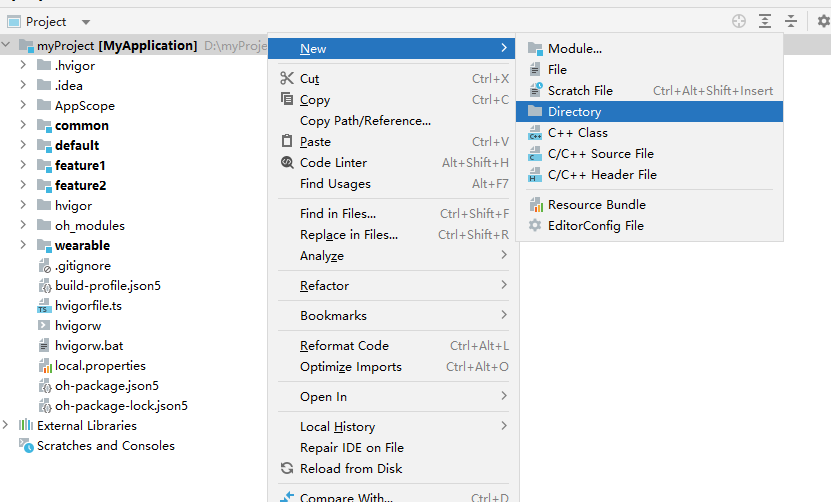 Project
myProject [MyApplication] D:\myProje
.hvigor
.idea
AppScope
common
default
feature1
feature2
hvigor
oh_modules
wearable
.gitignore
build-profile.json5
hvigorfile.ts
hvigorw
hvigorw.bat
local.properties
oh-package.json5
oh-package-lock.json5
External Libraries
Scratches and Consoles
New
Cut Ctrl+X
Copy Ctrl+C
Copy Path/Reference...
Paste Ctrl+V
Code Linter Alt+Shift+H
Find Usages Alt+F7
Find in Files... Ctrl+Shift+F
Replace in Files... Ctrl+Shift+R
Analyze
Refactor
Bookmarks
Reformat Code Ctrl+Alt+L
Optimize Imports Ctrl+Alt+O
Open In
Local History
Repair IDE on File
Reload from Disk
Compare With... Ctrl+D
Module...
File
Scratch File Ctrl+Alt+Shift+Insert
Directory
C++ Class
C/C++ Source File
C/C++ Header File
Resource Bundle
EditorConfig File